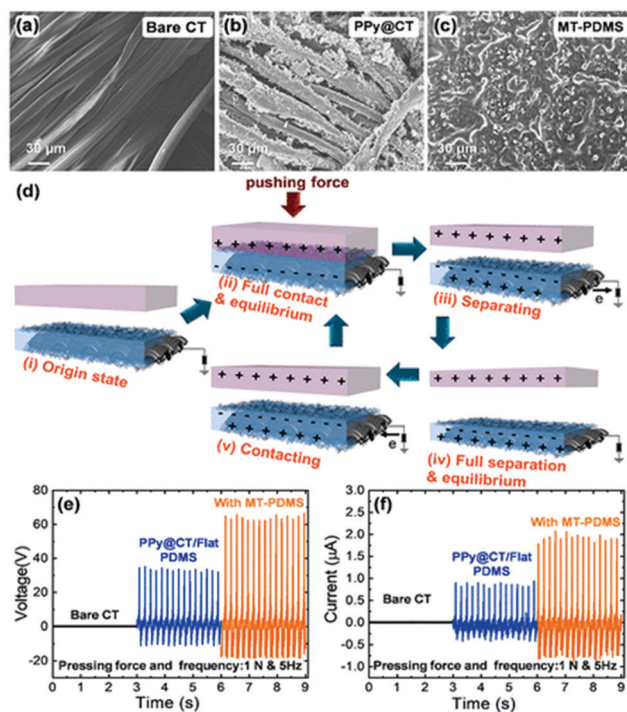 (a) Bare CT
30 µm
(b) PPy@CT
30 µm
(c) MT-PDMS
30 µm
(d)
pushing force
+ + + + + + + +
- - - - - - - -
(ii) Full contact
& equilibrium
+ + + + + + + +
(iii) Separating
e
(i) Origin state
+ + + + + + + +
(v) Contacting
e
+ + + + + + + +
(iv) Full separation
& equilibrium
(e)
Voltage(V)
80
60
40
20
0
-20
Bare CT
PPy@CT/Flat
PDMS
With MT-PDMS
Pressing force and frequency:1 N & 5Hz
0 1 2 3 4 5 6 7 8 9
Time (s)
(f)
Current (µA)
3.0
2.5
2.0
1.5
1.0
0.5
0.0
-0.5
-1.0
Bare CT
PPy@CT/Flat
PDMS
With MT-PDMS
Pressing force and frequency:1 N & 5Hz
0 1 2 3 4 5 6 7 8 9
Time (s)